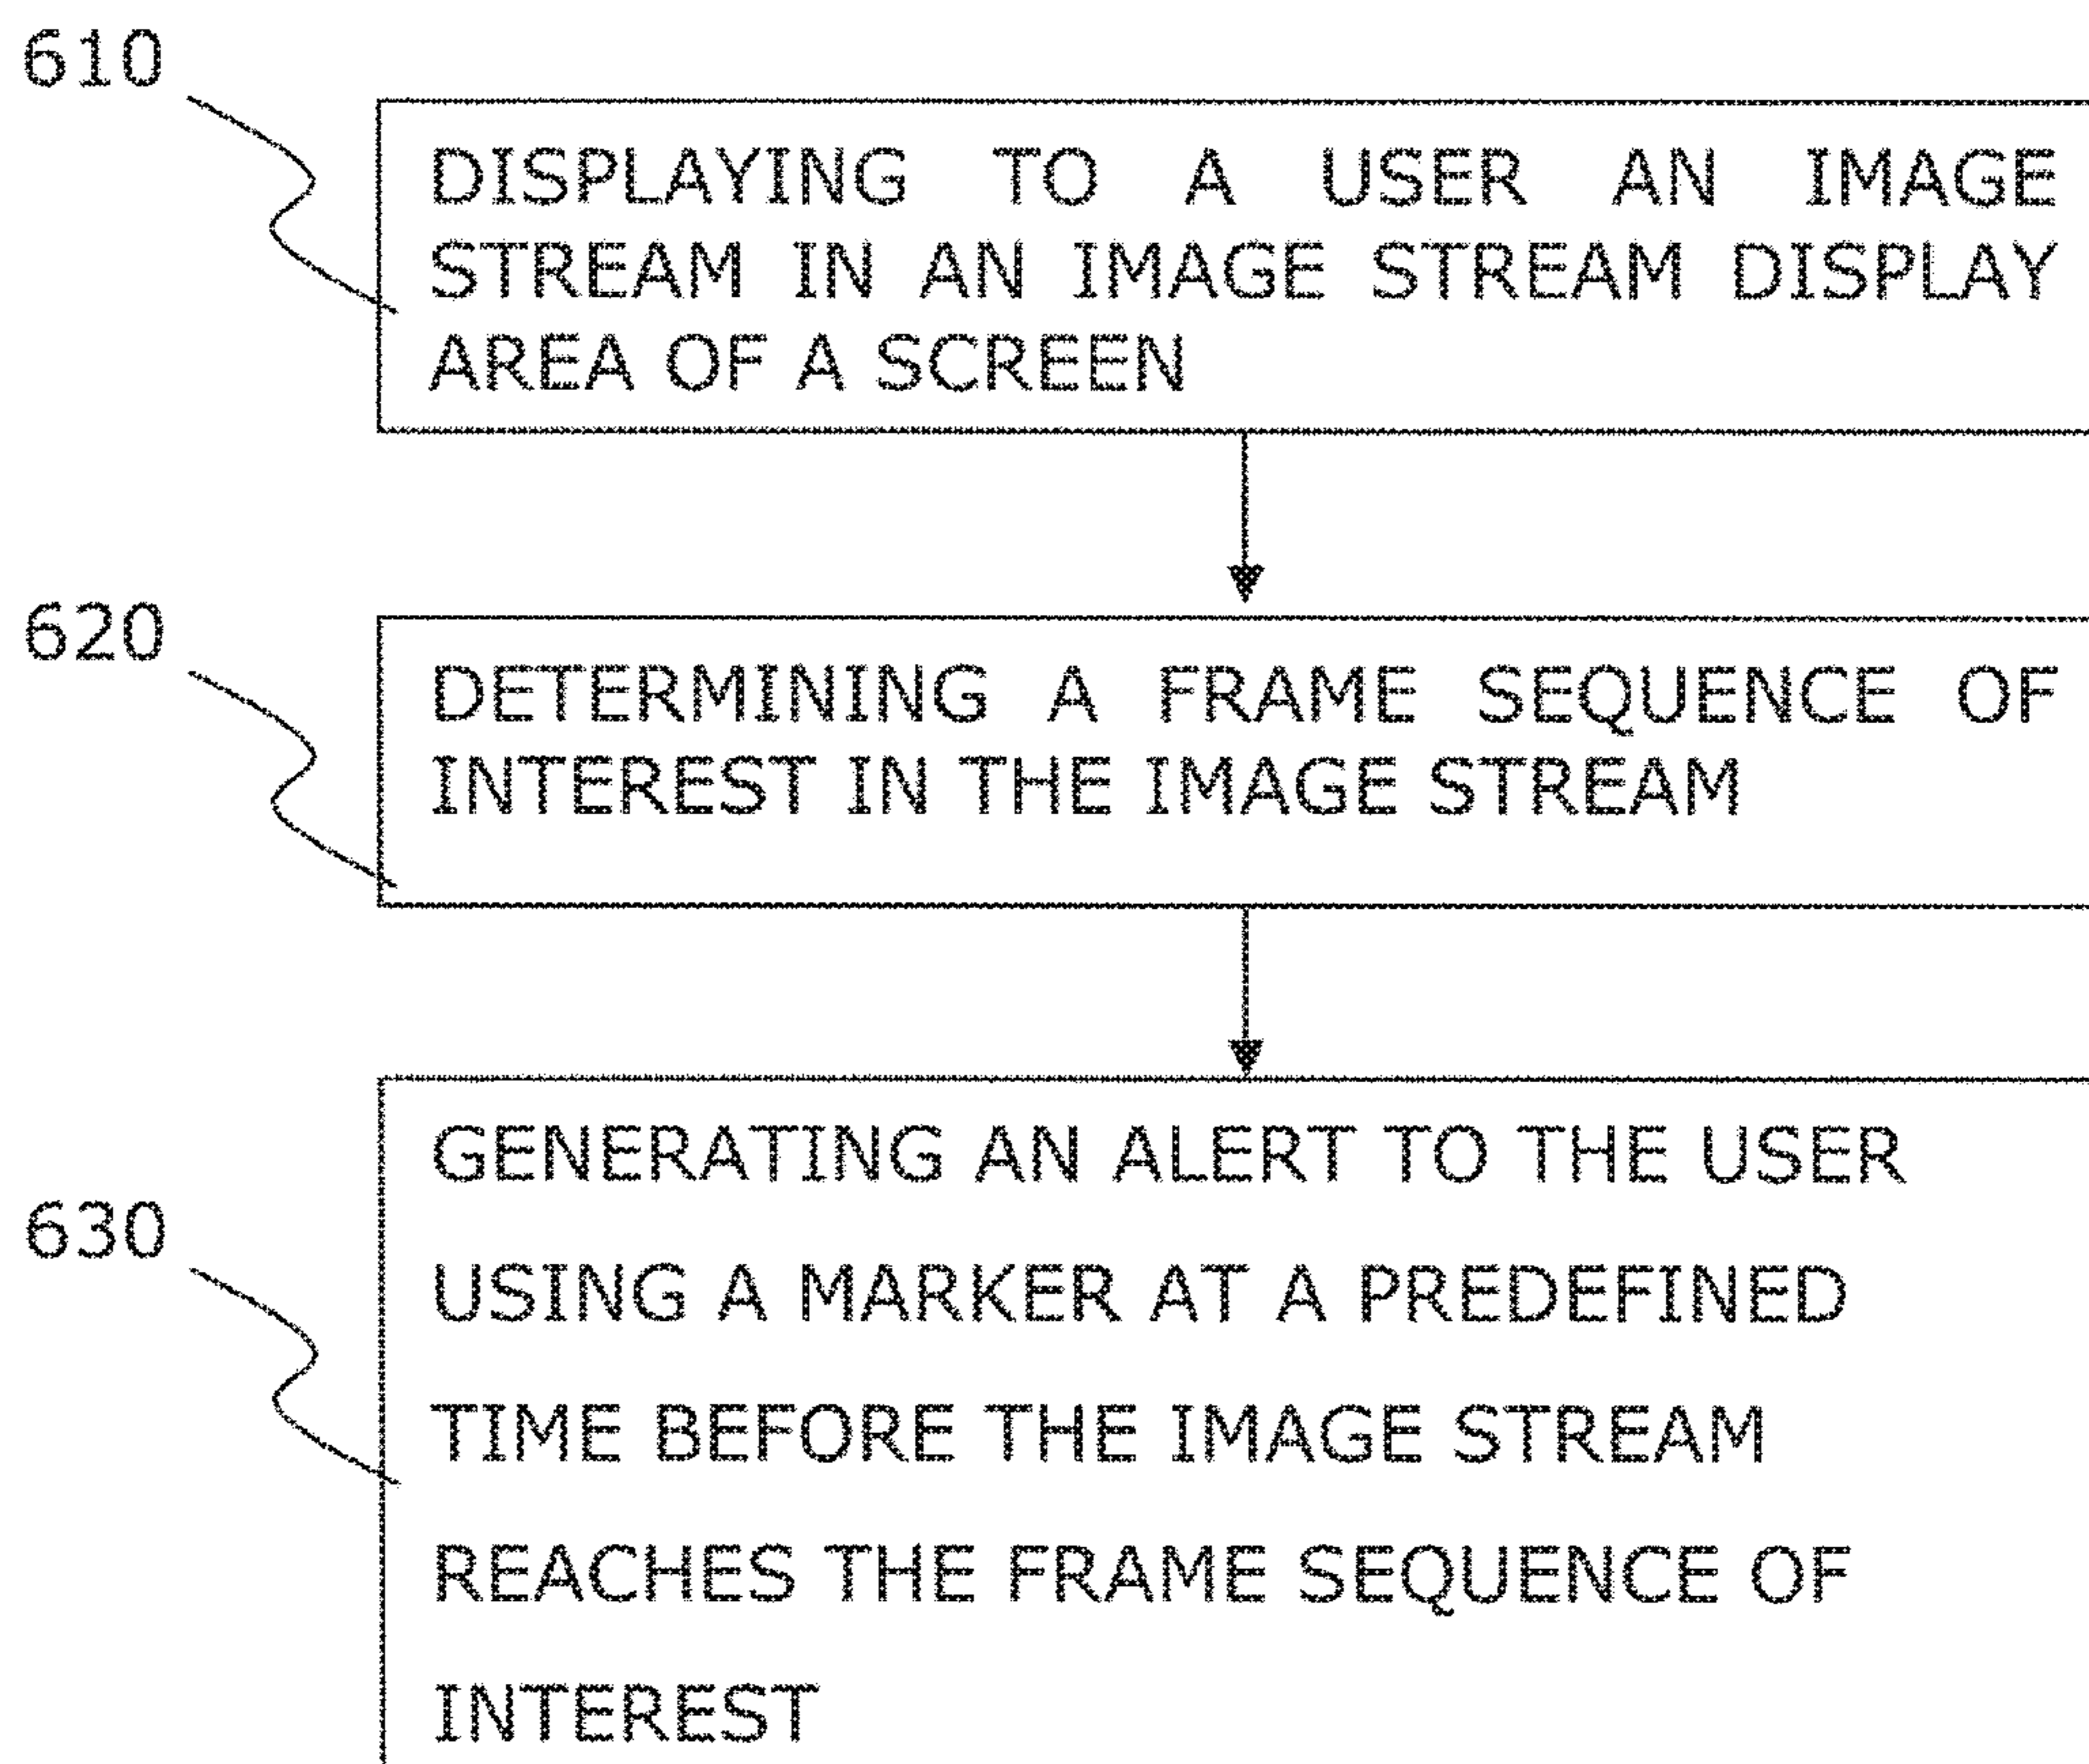 610
DISPLAYING TO A USER AN IMAGE
STREAM IN AN IMAGE STREAM DISPLAY
AREA OF A SCREEN
620
DETERMINING A FRAME SEQUENCE OF
INTEREST IN THE IMAGE STREAM
GENERATING AN ALERT TO THE USER
630
USING A MARKER AT A PREDEFINED
TIME BEFORE THE IMAGE STREAM
REACHES THE FRAME SEQUENCE OF
INTEREST